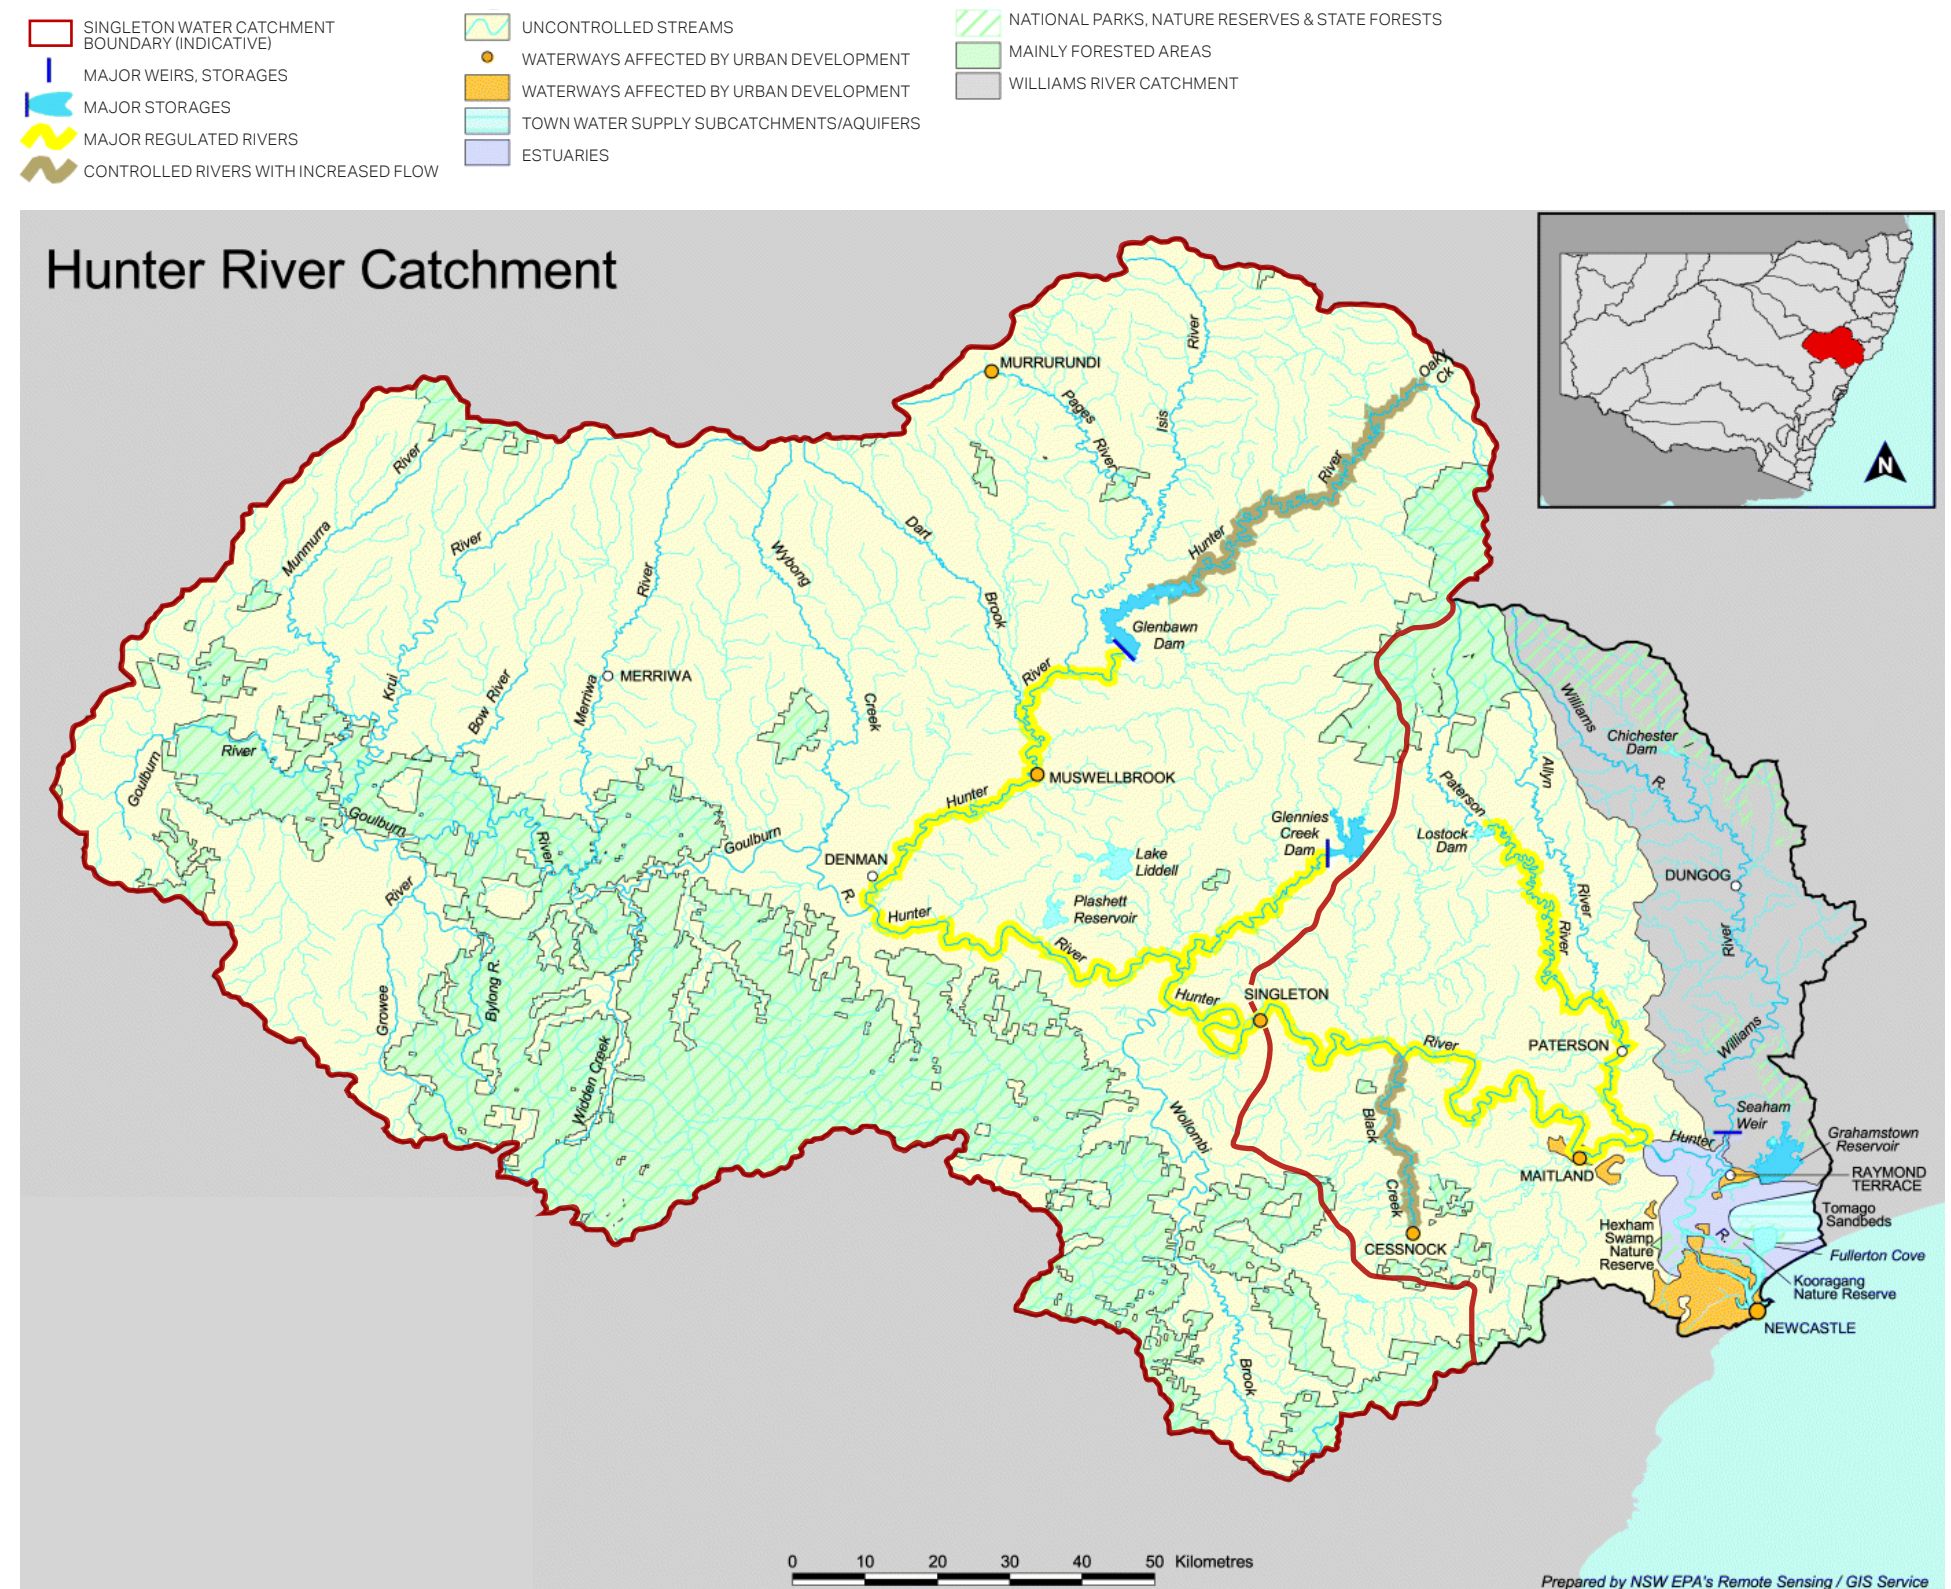 SINGLETON WATER CATCHMENT
BOUNDARY (INDICATIVE)
MAJOR WEIRS, STORAGES
MAJOR STORAGES
MAJOR REGULATED RIVERS
CONTROLLED RIVERS WITH INCREASED FLOW
UNCONTROLLED STREAMS
WATERWAYS AFFECTED BY URBAN DEVELOPMENT
WATERWAYS AFFECTED BY URBAN DEVELOPMENT
TOWN WATER SUPPLY SUBCATCHMENTS/AQUIFERS
ESTUARIES
NATIONAL PARKS, NATURE RESERVES & STATE FORESTS
MAINLY FORESTED AREAS
WILLIAMS RIVER CATCHMENT
Hunter River Catchment
N
MURRURUNDI
Pages
River
Isis
River
Oaky
Ck
Hunter
River
Munmurra
River
Krui
River
Bow River
Merriwa
River
MERRIWA
Wybong
Creek
Dart
Brook
Glenbawn
Dam
River
MUSWELLBROOK
Hunter
Goulburn
River
Goulburn
River
Goulburn
R.
DENMAN
Hunter
River
Lake
Liddell
Plashett
Reservoir
Glennies
Creek
Dam
Hunter
SINGLETON
River
Growee
River
Bylong R.
Widden Creek
Wollombi
Brook
Black
Creek
CESSNOCK
MAITLAND
PATERSON
Paterson
River
Lostock
Dam
Allyn
River
Williams
R.
Chichester
Dam
DUNGOG
River
Williams
Seaham
Weir
Hunter
R.
Grahamstown
Reservoir
RAYMOND
TERRACE
Tomago
Sandbeds
Fullerton Cove
Kooragang
Nature Reserve
Hexham
Swamp
Nature
Reserve
NEWCASTLE
0 10 20 30 40 50 Kilometres
Prepared by NSW EPA's Remote Sensing / GIS Service